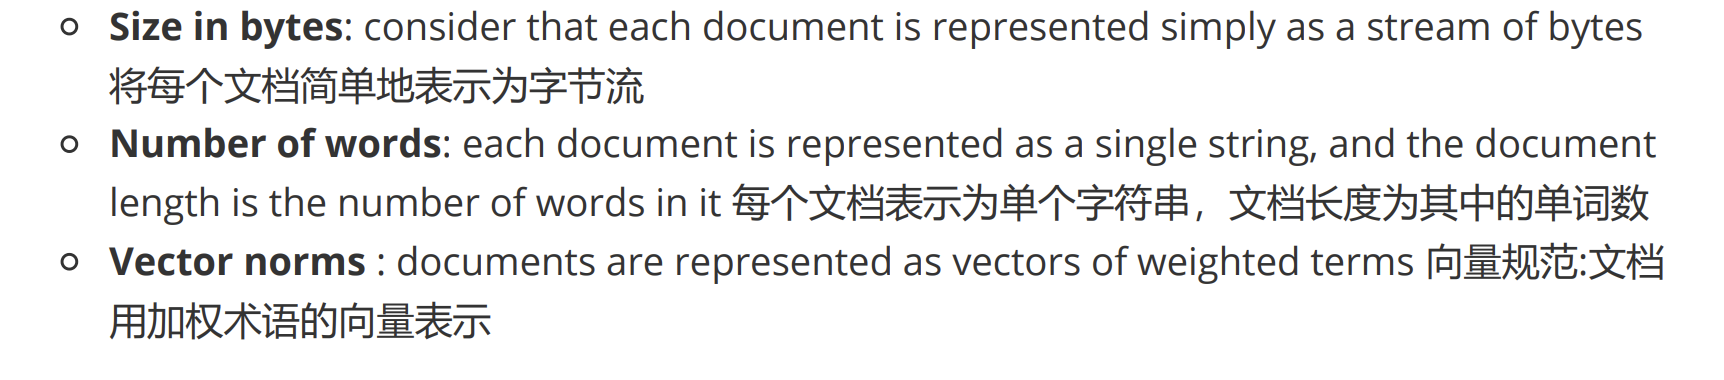 Size in bytes: consider that each document is represented simply as a stream of bytes
将每个文档简单地表示为字节流
Number of words: each document is represented as a single string, and the document
length is the number of words in it 每个文档表示为单个字符串，文档长度为其中的单词数
Vector norms : documents are represented as vectors of weighted terms 向量规范:文档
用加权术语的向量表示